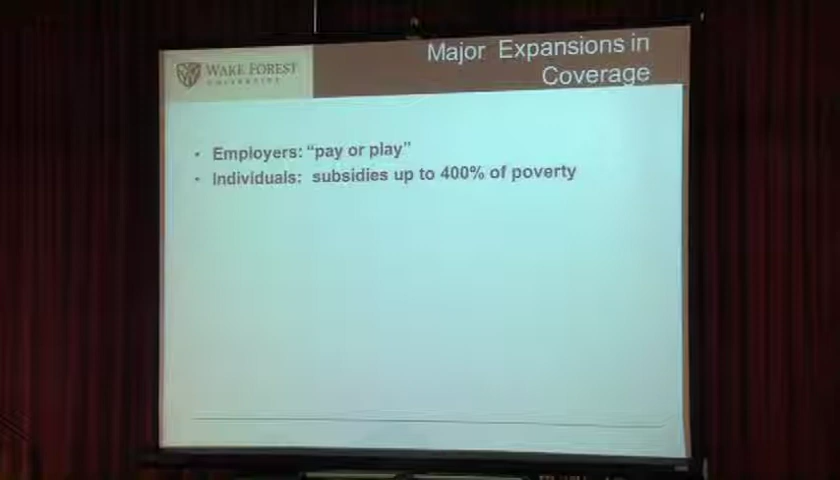 WAKE FOREST
UNIVERSITY
Major Expansions in
Coverage
• Employers: “pay or play”
• Individuals: subsidies up to 400% of poverty